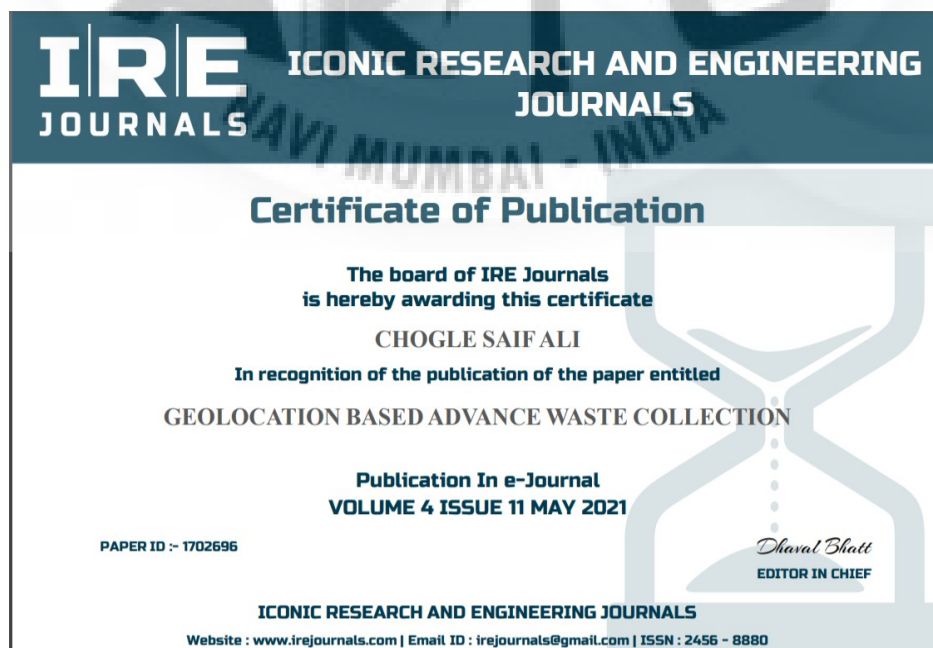 IRE
JOURNALS
ICONIC RESEARCH AND ENGINEERING
JOURNALS
NAVI MUMBAI - INDIA
Certificate of Publication
The board of IRE Journals
is hereby awarding this certificate
CHOGLE SAIF ALI
In recognition of the publication of the paper entitled
GEOLOCATION BASED ADVANCE WASTE COLLECTION
Publication In e-Journal
VOLUME 4 ISSUE 11 MAY 2021
PAPER ID :- 1702696
Dhaval Bhatt
EDITOR IN CHIEF
ICONIC RESEARCH AND ENGINEERING JOURNALS
Website : www.irejournals.com | Email ID : irejournals@gmail.com | ISSN : 2456 - 8880